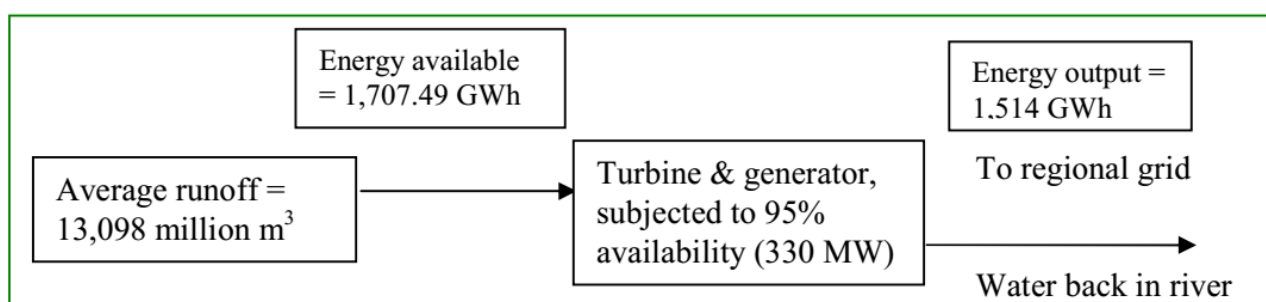 Energy available
= 1,707.49 GWh
Energy output =
1,514 GWh
Average runoff =
13,098 million m³
Turbine & generator,
subjected to 95%
availability (330 MW)
To regional grid
Water back in river